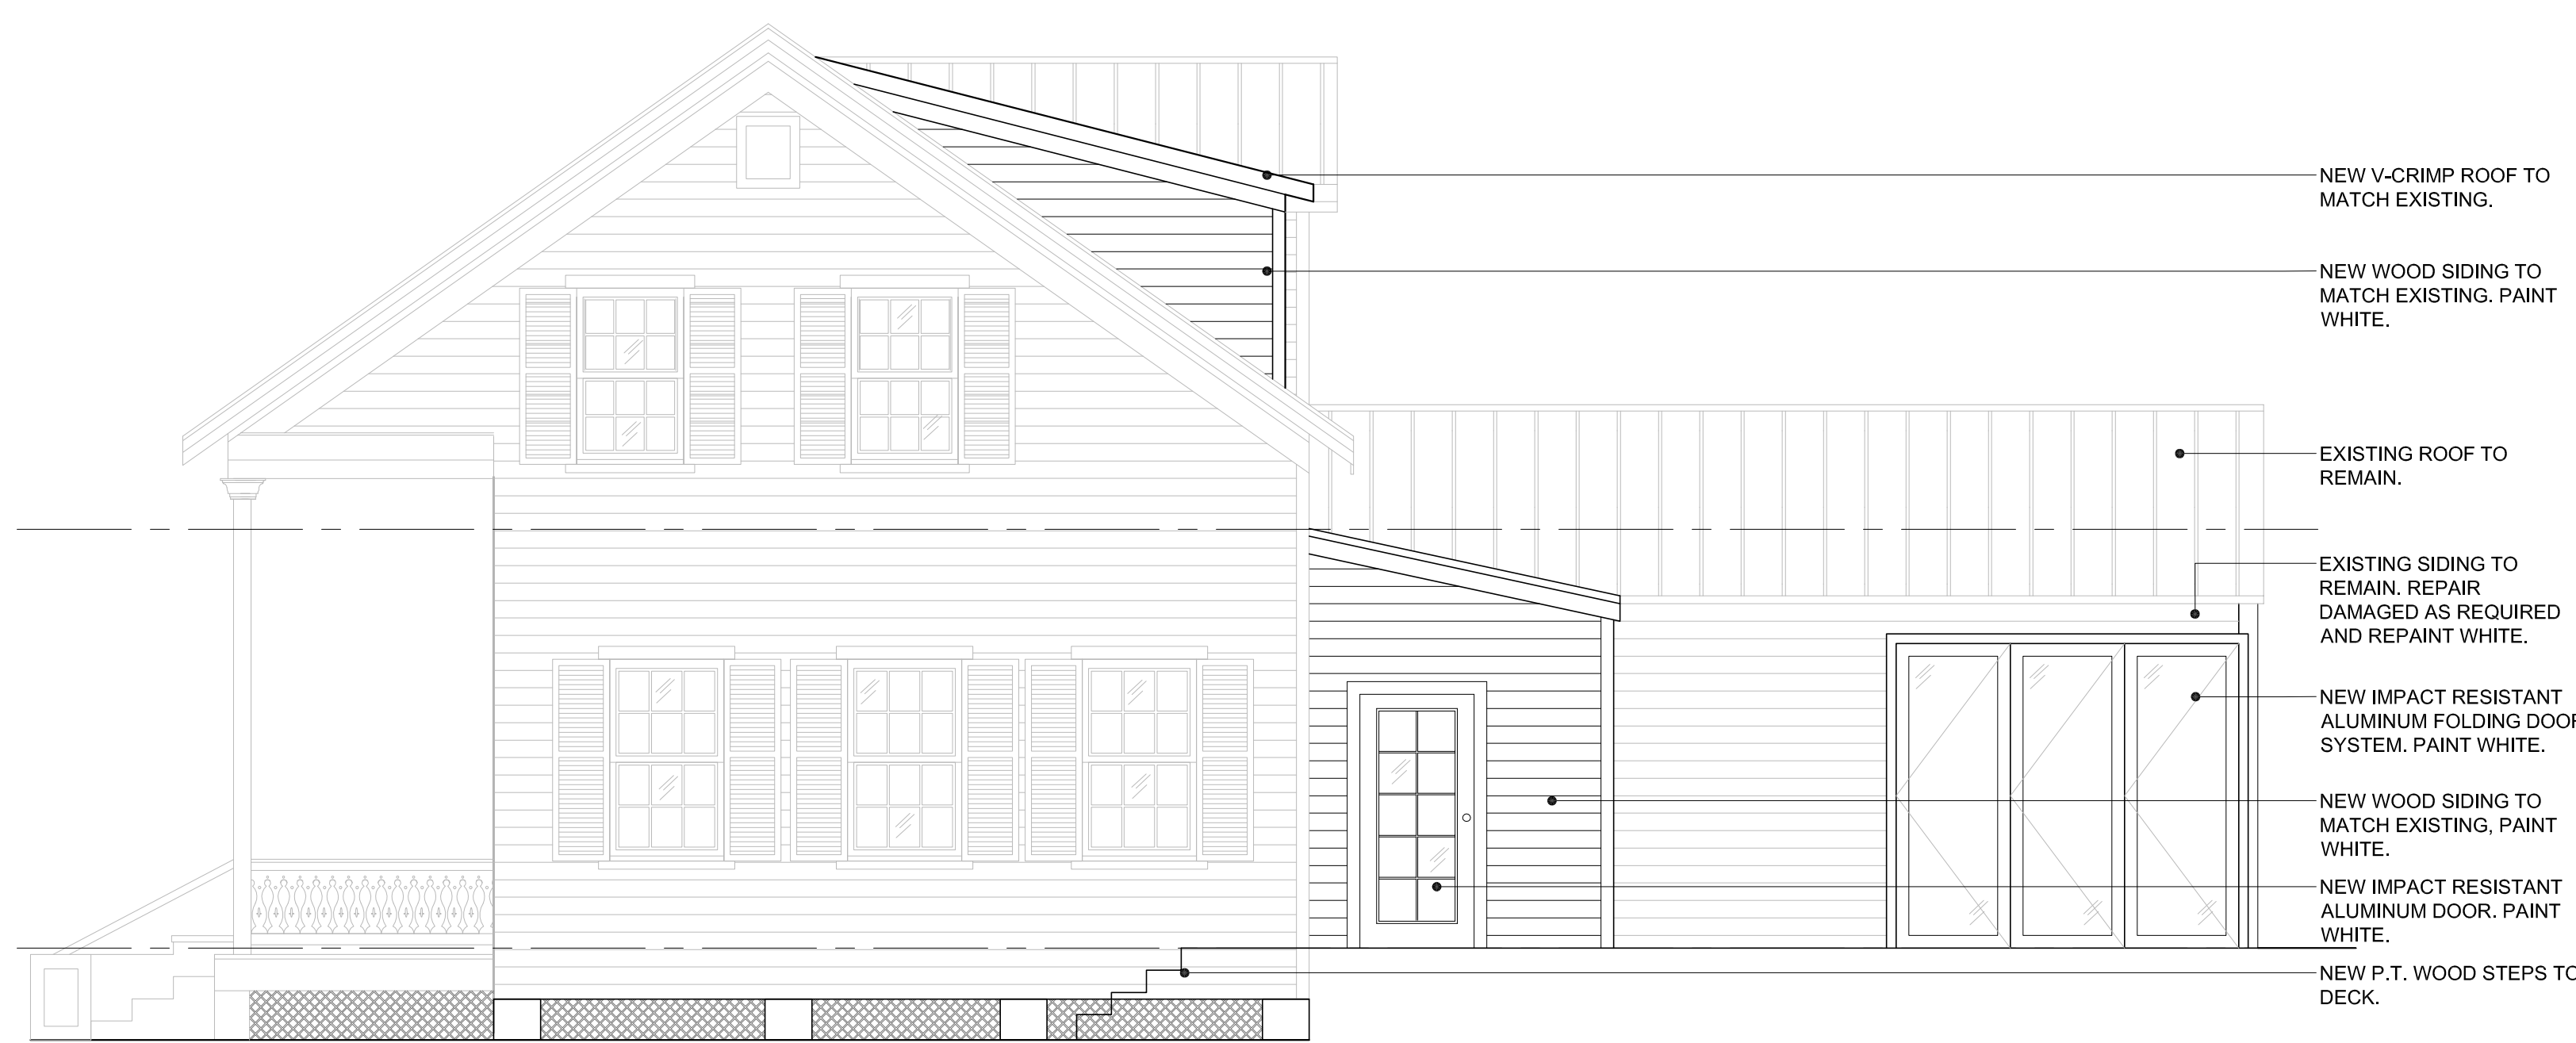 NEW V-CRIMP ROOF TO
MATCH EXISTING.
NEW WOOD SIDING TO
MATCH EXISTING. PAINT
WHITE.
EXISTING ROOF TO
REMAIN.
EXISTING SIDING TO
REMAIN. REPAIR
DAMAGED AS REQUIRED
AND REPAINT WHITE.
NEW IMPACT RESISTANT
ALUMINUM FOLDING DOOR
SYSTEM. PAINT WHITE.
NEW WOOD SIDING TO
MATCH EXISTING, PAINT
WHITE.
NEW IMPACT RESISTANT
ALUMINUM DOOR. PAINT
WHITE.
NEW P.T. WOOD STEPS TO
DECK.